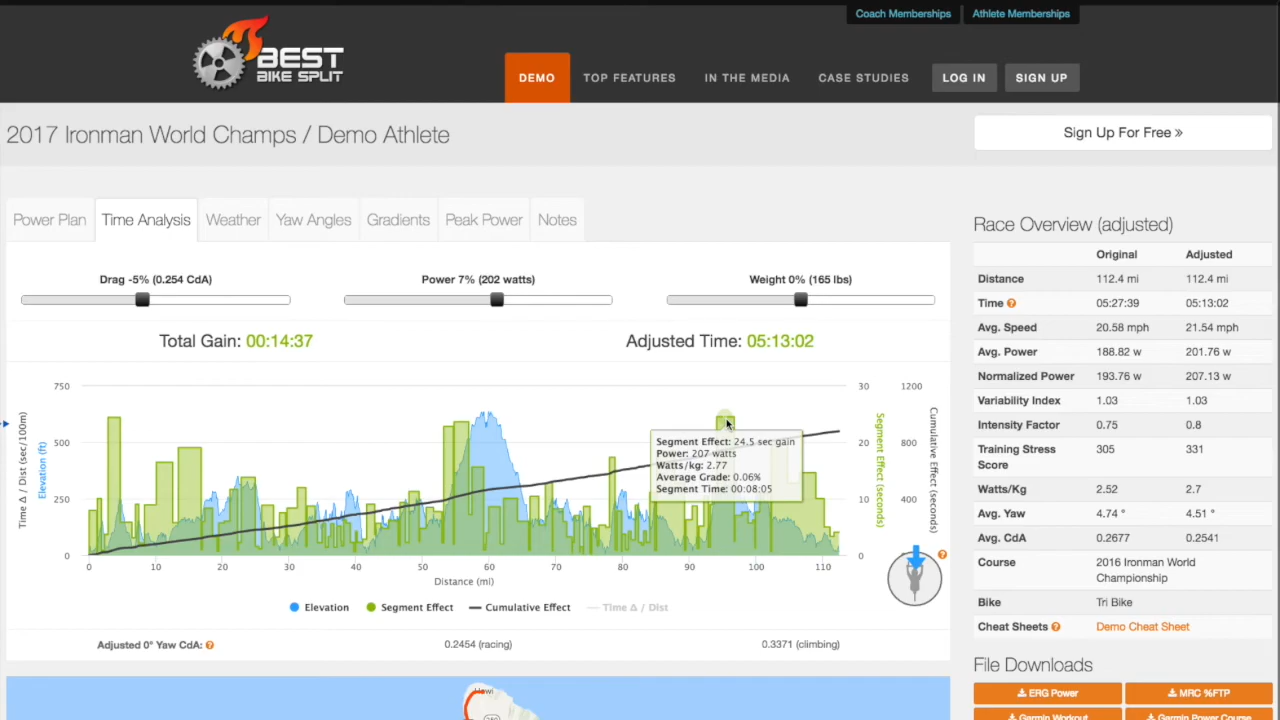 Coach Memberships
Athlete Memberships
BEST
BIKE SPLIT
DEMO
TOP FEATURES
IN THE MEDIA
CASE STUDIES
LOG IN
SIGN UP
2017 Ironman World Champs / Demo Athlete
Sign Up For Free »
Power Plan
Time Analysis
Weather
Yaw Angles
Gradients
Peak Power
Notes
Drag -5% (0.254 CdA)
Power 7% (202 watts)
Weight 0% (165 lbs)
Total Gain: 00:14:37
Adjusted Time: 05:13:02
Time Δ / Dist (sec/100m)
Elevation (ft)
750
500
250
0
0 10 20 30 40 50 60 70 80 90 100 110
Distance (mi)
30
20
10
0
Segment Effect (seconds)
1200
800
400
0
Cumulative Effect (seconds)
Segment Effect: 24.5 sec gain
Power: 207 watts
Watts/kg: 2.77
Average Grade: 0.06%
Segment Time: 00:08:05
Elevation
Segment Effect
Cumulative Effect
Time Δ / Dist
Adjusted 0° Yaw CdA: ?
0.2454 (racing)
0.3371 (climbing)
Hawi
Race Overview (adjusted)
Original Adjusted
Distance 112.4 mi 112.4 mi
Time ? 05:27:39 05:13:02
Avg. Speed 20.58 mph 21.54 mph
Avg. Power 188.82 w 201.76 w
Normalized Power 193.76 w 207.13 w
Variability Index 1.03 1.03
Intensity Factor 0.75 0.8
Training Stress Score 305 331
Watts/Kg 2.52 2.7
Avg. Yaw 4.74 ° 4.51 °
Avg. CdA 0.2677 0.2541
Course 2016 Ironman World Championship
Bike Tri Bike
Cheat Sheets ? Demo Cheat Sheet
File Downloads
ERG Power
MRC %FTP
Garmin Workout
Garmin Power Course